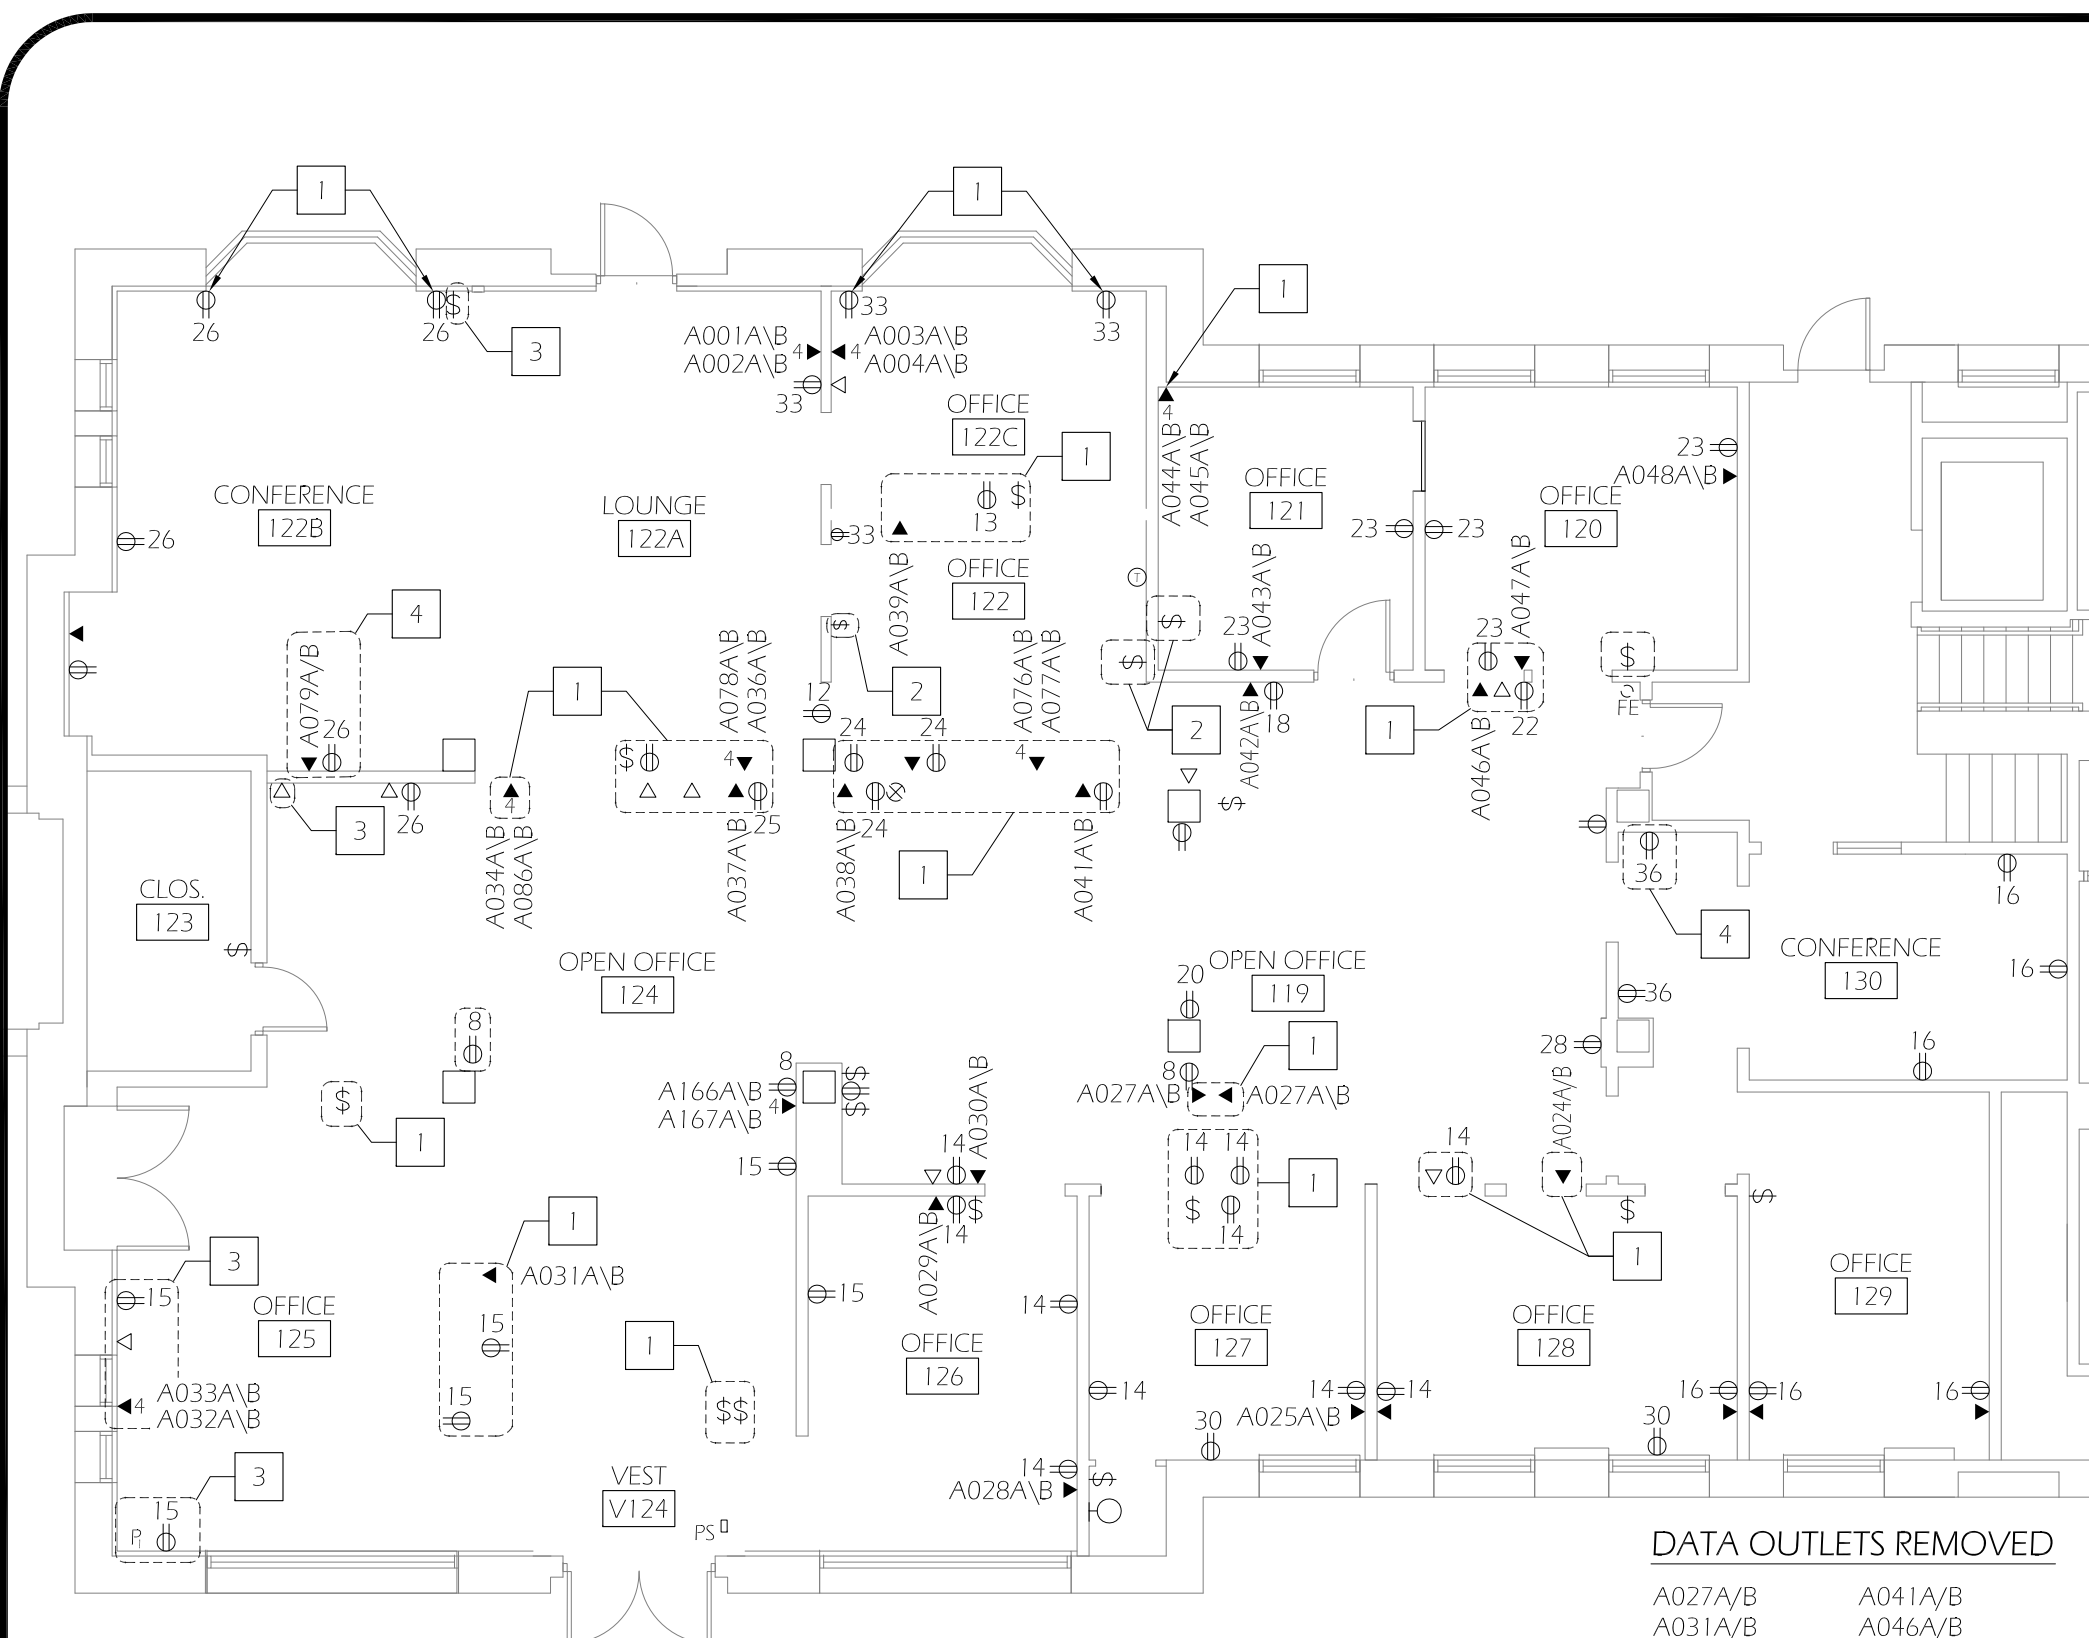 1
1
1
26
26
$
3
33
33
A001A\B
A002A\B
4
4
A003A\B
A004A\B
33
OFFICE
122C
1
4
A044A\B
A045A\B
OFFICE
121
23
A048A\B
OFFICE
120
CONFERENCE
122B
LOUNGE
122A
13
$
26
33
23
23
OFFICE
122
A039A\B
T
A043A\B
A047A\B
4
$
$
2
$
23
23
$
FE
A079A/B
26
1
A078A\B
A036A\B
12
24
24
A076A\B
A077A\B
4
2
18
A042A\B
1
22
A046A\B
$
4
$
3
26
4
A034A\B
A086A\B
25
A037A\B
24
A038A\B
1
A041A\B
36
4
16
CLOS.
123
$
OPEN OFFICE
124
20
OPEN OFFICE
119
CONFERENCE
130
16
36
8
$
1
A166A\B
A167A\B
8
4
$
$
A030A\B
8
A027A\B
A027A\B
1
28
A024A/B
16
15
14
14
14
$
14
1
14
$
$
1
A029A\B
14
$
3
15
1
A031A\B
15
OFFICE
125
15
15
1
$$
OFFICE
126
14
OFFICE
127
OFFICE
128
OFFICE
129
4
A033A\B
A032A\B
14
14
A025A\B
14
30
30
16
16
16
3
15
P1
VEST
V124
PS
14
A028A\B
$
DATA OUTLETS REMOVED
A027A/B
A041A/B
A031A/B
A046A/B